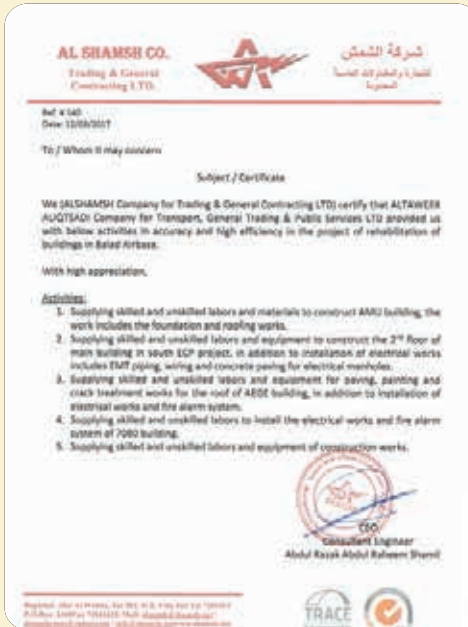 AL SHAMSH CO.
شركة الشمش
Trading & General
Contracting LTD.
للتجارة والمقاولات العامة
المحدودة
Date: 12/03/2017
To / Whom it may concern
Subject / Certificate
We (ALSHAMSH Company for Trading & General Contracting LTD) certify that ALTAWEER
AUQTSADI Company for Transport, General Trading & Public Services LTD provided us
with below activities in accuracy and high efficiency in the project of rehabilitation of
buildings in Balad Airbase.
With high appreciation,
Activities:
1. Supplying skilled and unskilled labors and materials to construct AMU building, the
work includes the foundation and roofing works.
2. Supplying skilled and unskilled labors and equipment to construct the 2nd floor of
main building in south ECP project, in addition to installation of electrical works
includes EMT piping, wiring and concrete paving for electrical manholes.
3. Supplying skilled and unskilled labors and equipment for paving, painting and
crack treatment works for the roof of building, in addition to installation of
electrical works and fire alarm system.
4. Supplying skilled and unskilled labors to install the electrical works and fire alarm
system of 7080 building.
5. Supplying skilled and unskilled labors and equipment of construction works.
CEO
Consultant Engineer
Abdul Razak Abdul Raheem
TRACE